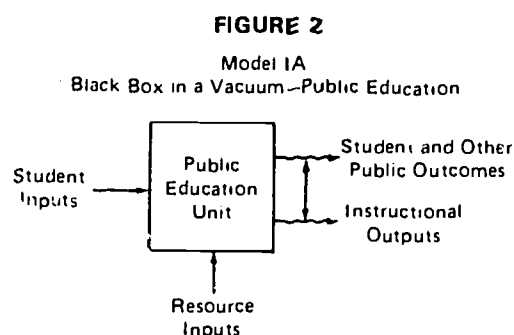 FIGURE 2
Model IA
Black Box in a Vacuum—Public Education
Student
Inputs
Public
Education
Unit
Student and Other
Public Outcomes
Instructional
Outputs
Resource
Inputs